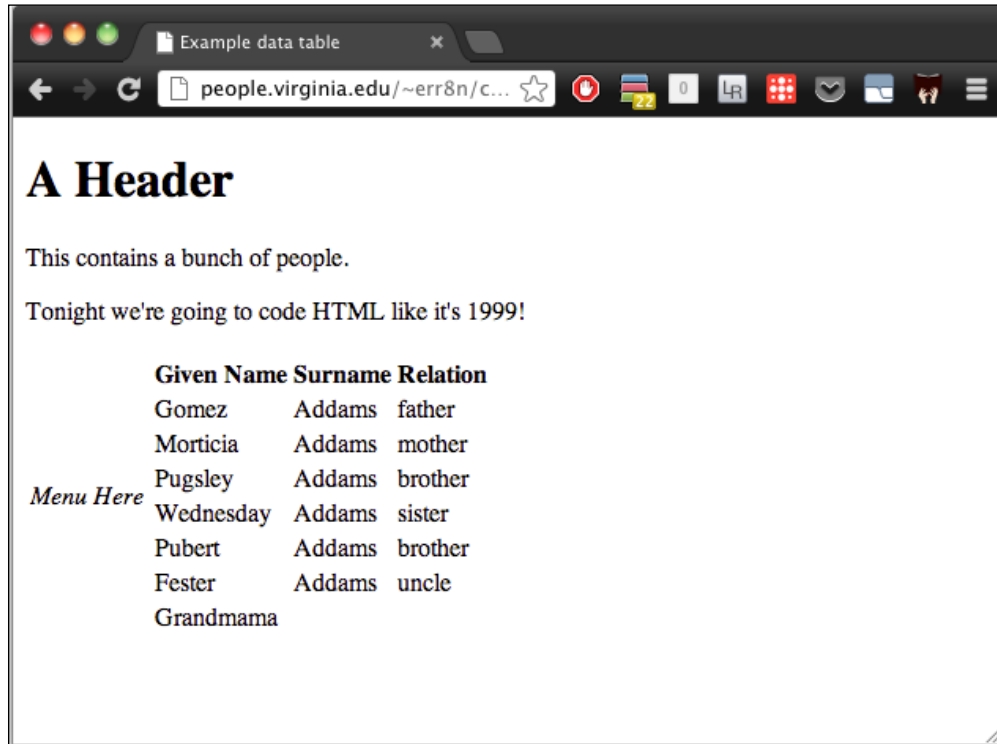 Example data table
people.virginia.edu/~err8n/c...
22
0
LR
A Header
This contains a bunch of people.
Tonight we're going to code HTML like it's 1999!
Given Name Surname Relation
Gomez Addams father
Morticia Addams mother
Pugsley Addams brother
Menu Here
Wednesday Addams sister
Pubert Addams brother
Fester Addams uncle
Grandmama